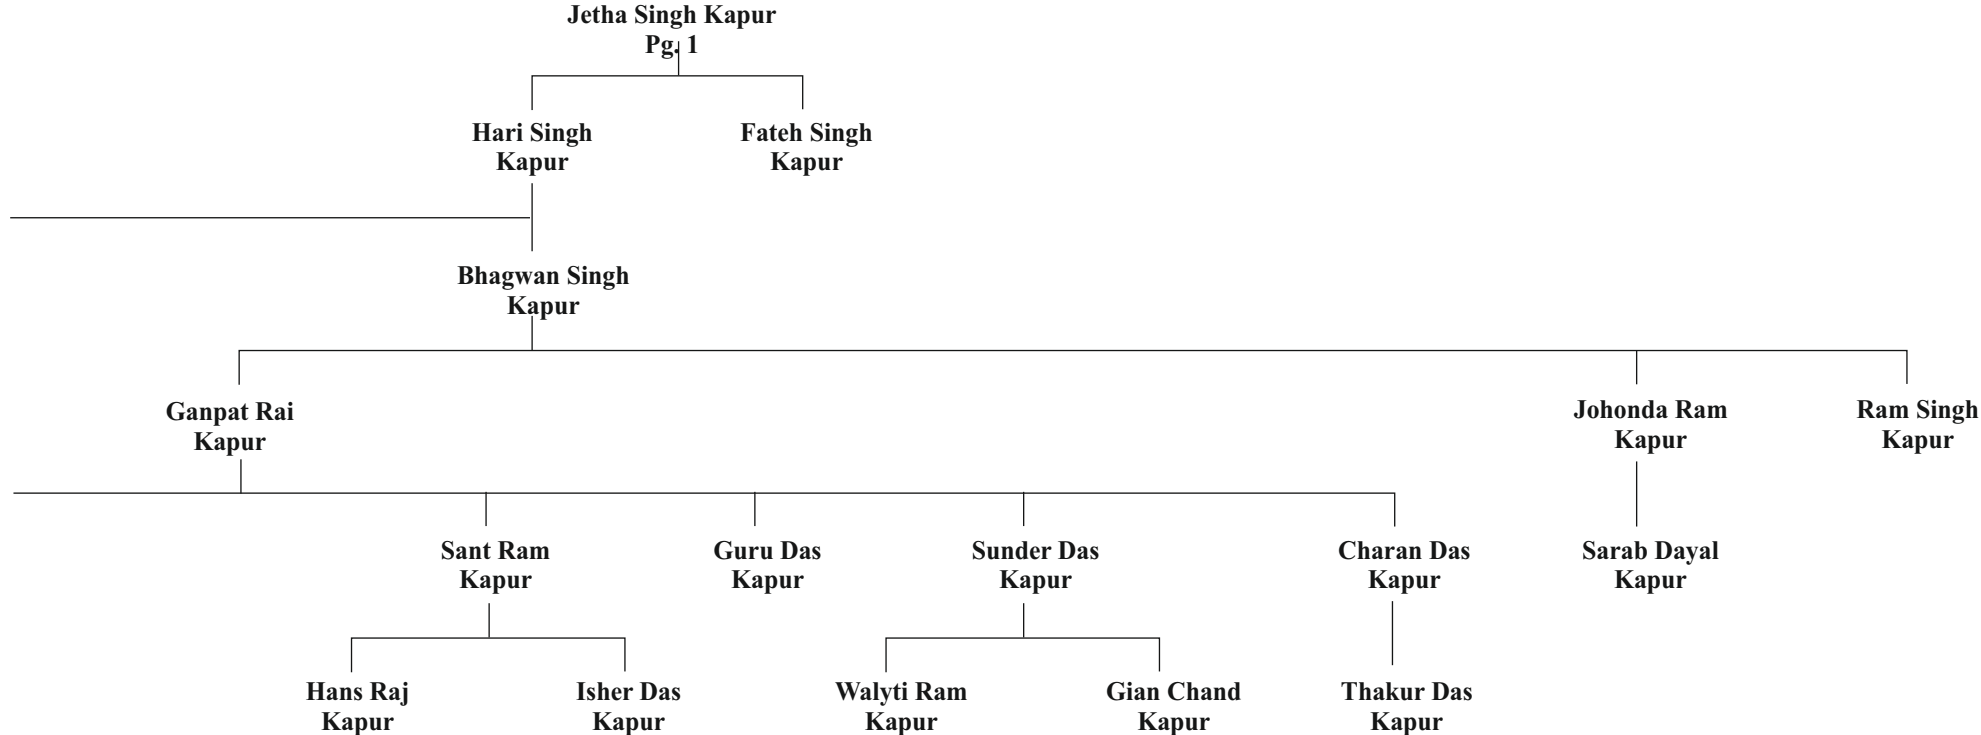 Jetha Singh Kapur
Pg. 1
Hari Singh
Kapur
Fateh Singh
Kapur
Bhagwan Singh
Kapur
Ganpat Rai
Kapur
Johonda Ram
Kapur
Ram Singh
Kapur
Sant Ram
Kapur
Guru Das
Kapur
Sunder Das
Kapur
Charan Das
Kapur
Sarab Dayal
Kapur
Hans Raj
Kapur
Isher Das
Kapur
Walyti Ram
Kapur
Gian Chand
Kapur
Thakur Das
Kapur